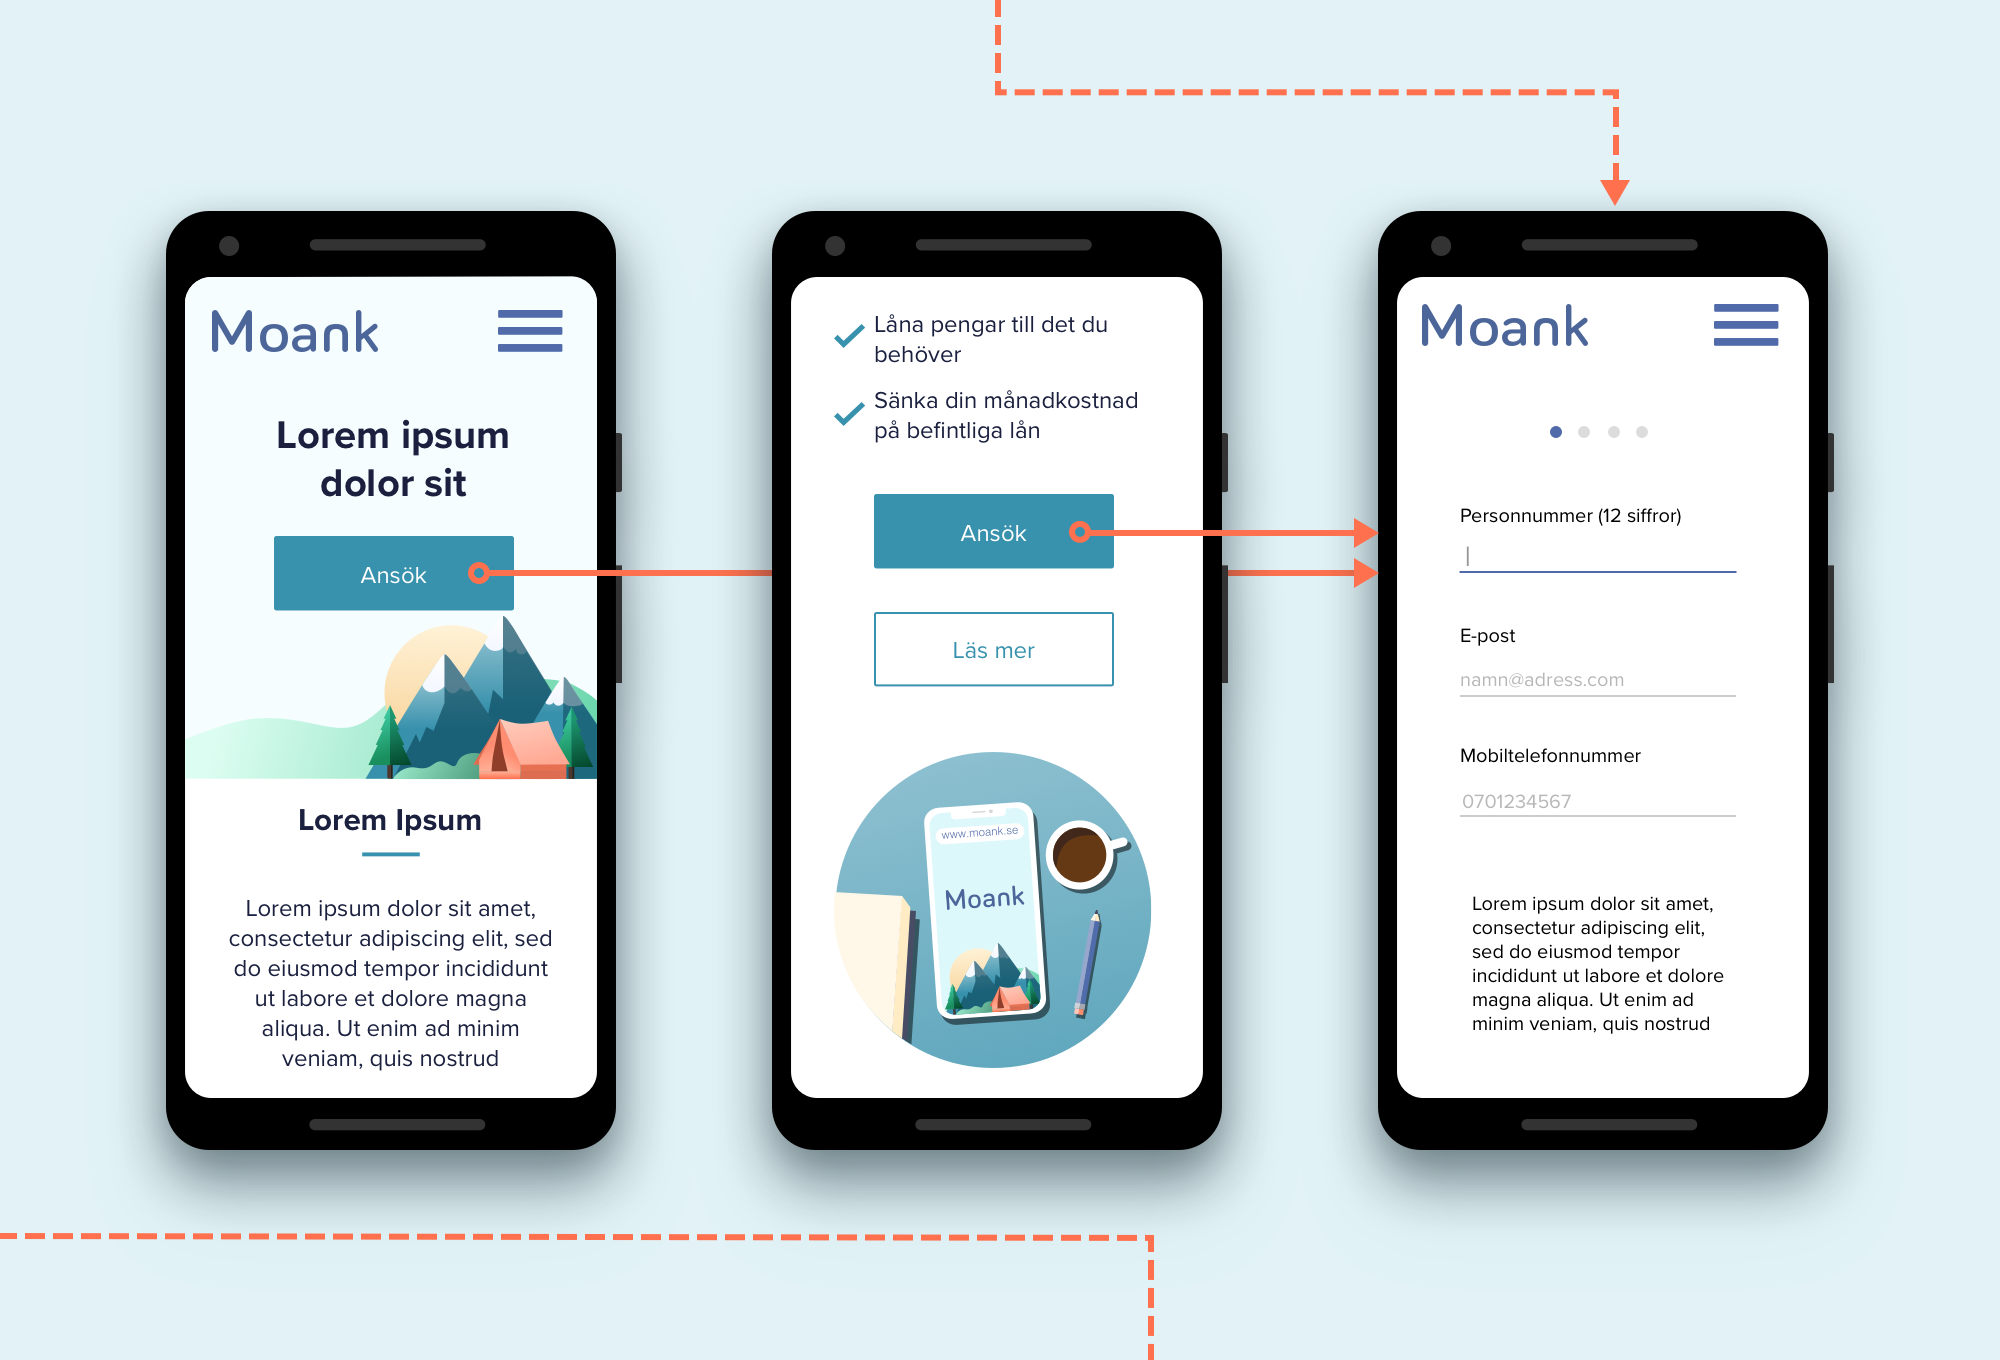 Moank
Lorem ipsum
dolor sit
Ansök
Lorem Ipsum
Lorem ipsum dolor sit amet,
consectetur adipiscing elit, sed
do eiusmod tempor incididunt
ut labore et dolore magna
aliqua. Ut enim ad minim
veniam, quis nostrud
Låna pengar till det du
behöver
Sänka din månadkostnad
på befintliga lån
Ansök
Läs mer
www.moank.se
Moank
Moank
Personnummer (12 siffror)
E-post
namn@adress.com
Mobiltelefonnummer
0701234567
Lorem ipsum dolor sit amet,
consectetur adipiscing elit,
sed do eiusmod tempor
incididunt ut labore et dolore
magna aliqua. Ut enim ad
minim veniam, quis nostrud